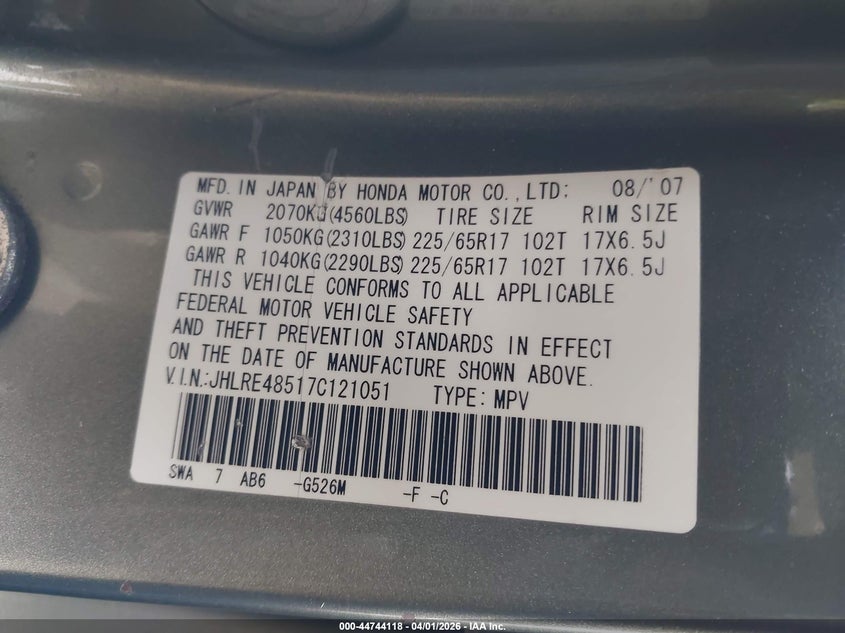 MFD. IN JAPAN BY HONDA MOTOR CO.,LTD: 08/'07
GVWR 2070KG(4560LBS) TIRE SIZE RIM SIZE
GAWR F 1050KG(2310LBS) 225/65R17 102T 17X6.5J
GAWR R 1040KG(2290LBS) 225/65R17 102T 17X6.5J
THIS VEHICLE CONFORMS TO ALL APPLICABLE
FEDERAL MOTOR VEHICLE SAFETY
AND THEFT PREVENTION STANDARDS IN EFFECT
ON THE DATE OF MANUFACTURE SHOWN ABOVE.
V.I.N.:JHLRE48517C121051 TYPE: MPV
SWA 7 AB6 -G526M -F -C
000-44744118 - 04/01/2026 - IAA Inc.